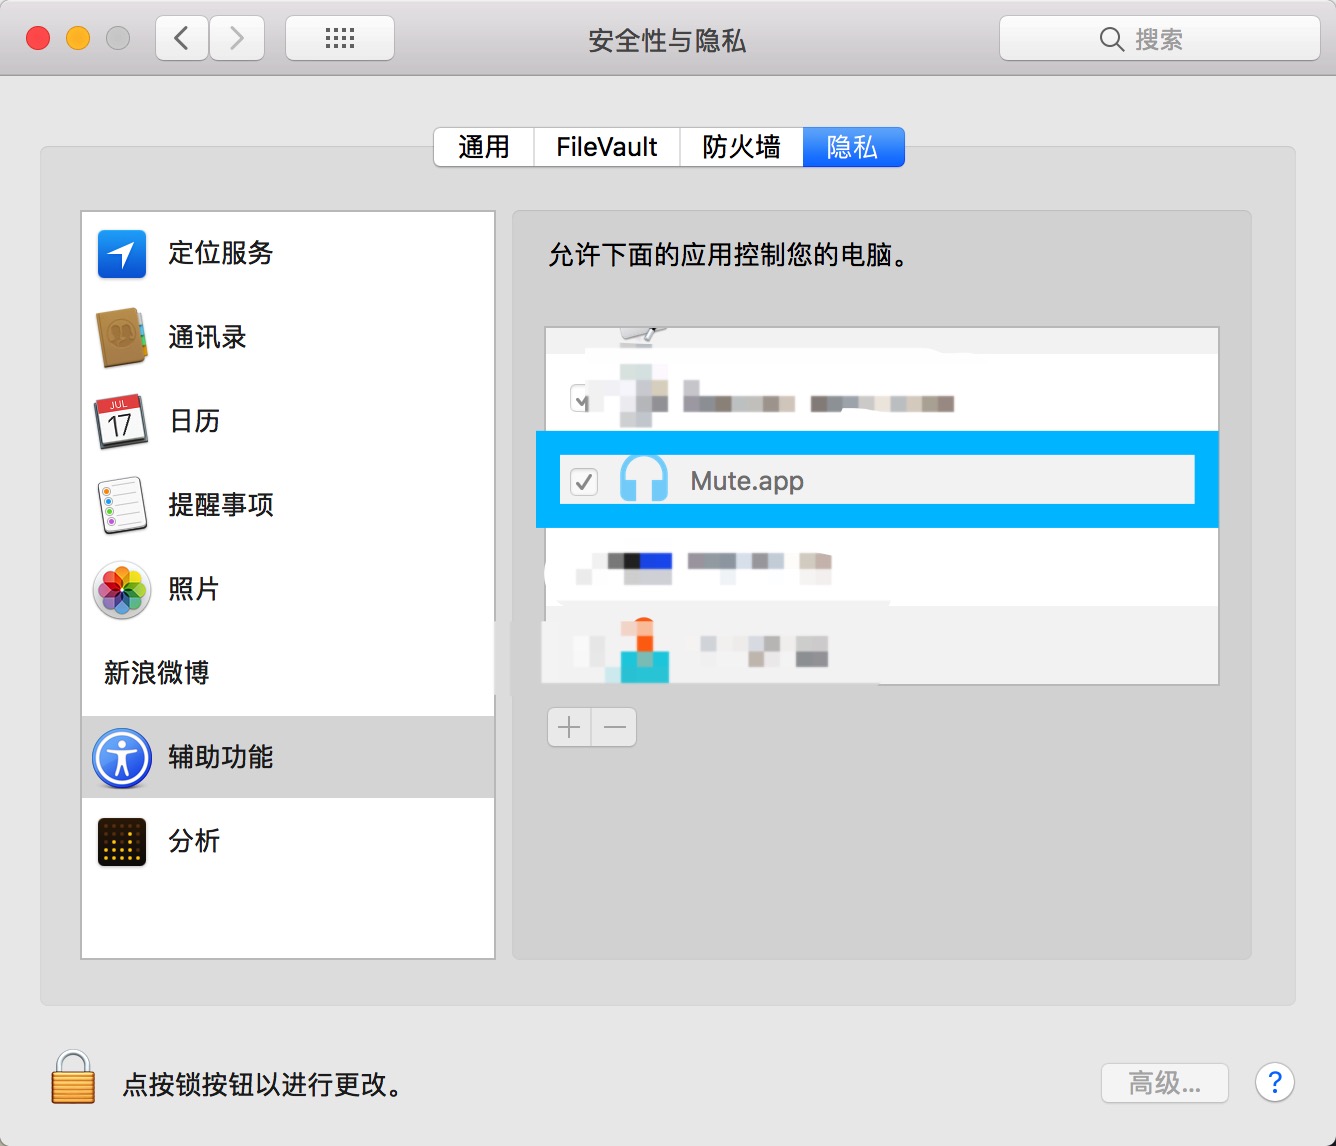 安全性与隐私
搜索
通用
FileVault
防火墙
隐私
定位服务
通讯录
JUL
17
日历
提醒事项
照片
新浪微博
辅助功能
分析
允许下面的应用控制您的电脑。
Mute.app
点按锁按钮以进行更改。
高级...
?